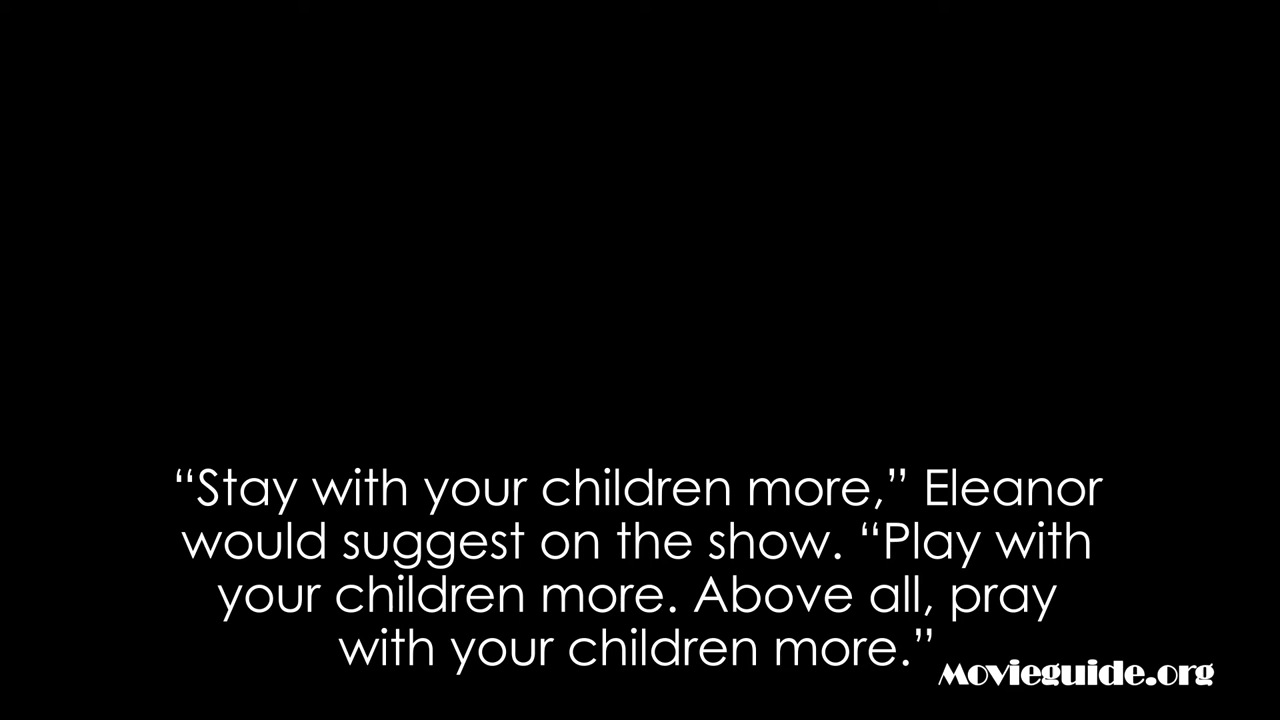 “Stay with your children more,” Eleanor
would suggest on the show. “Play with
your children more. Above all, pray
with your children more.”
Movieguide.org